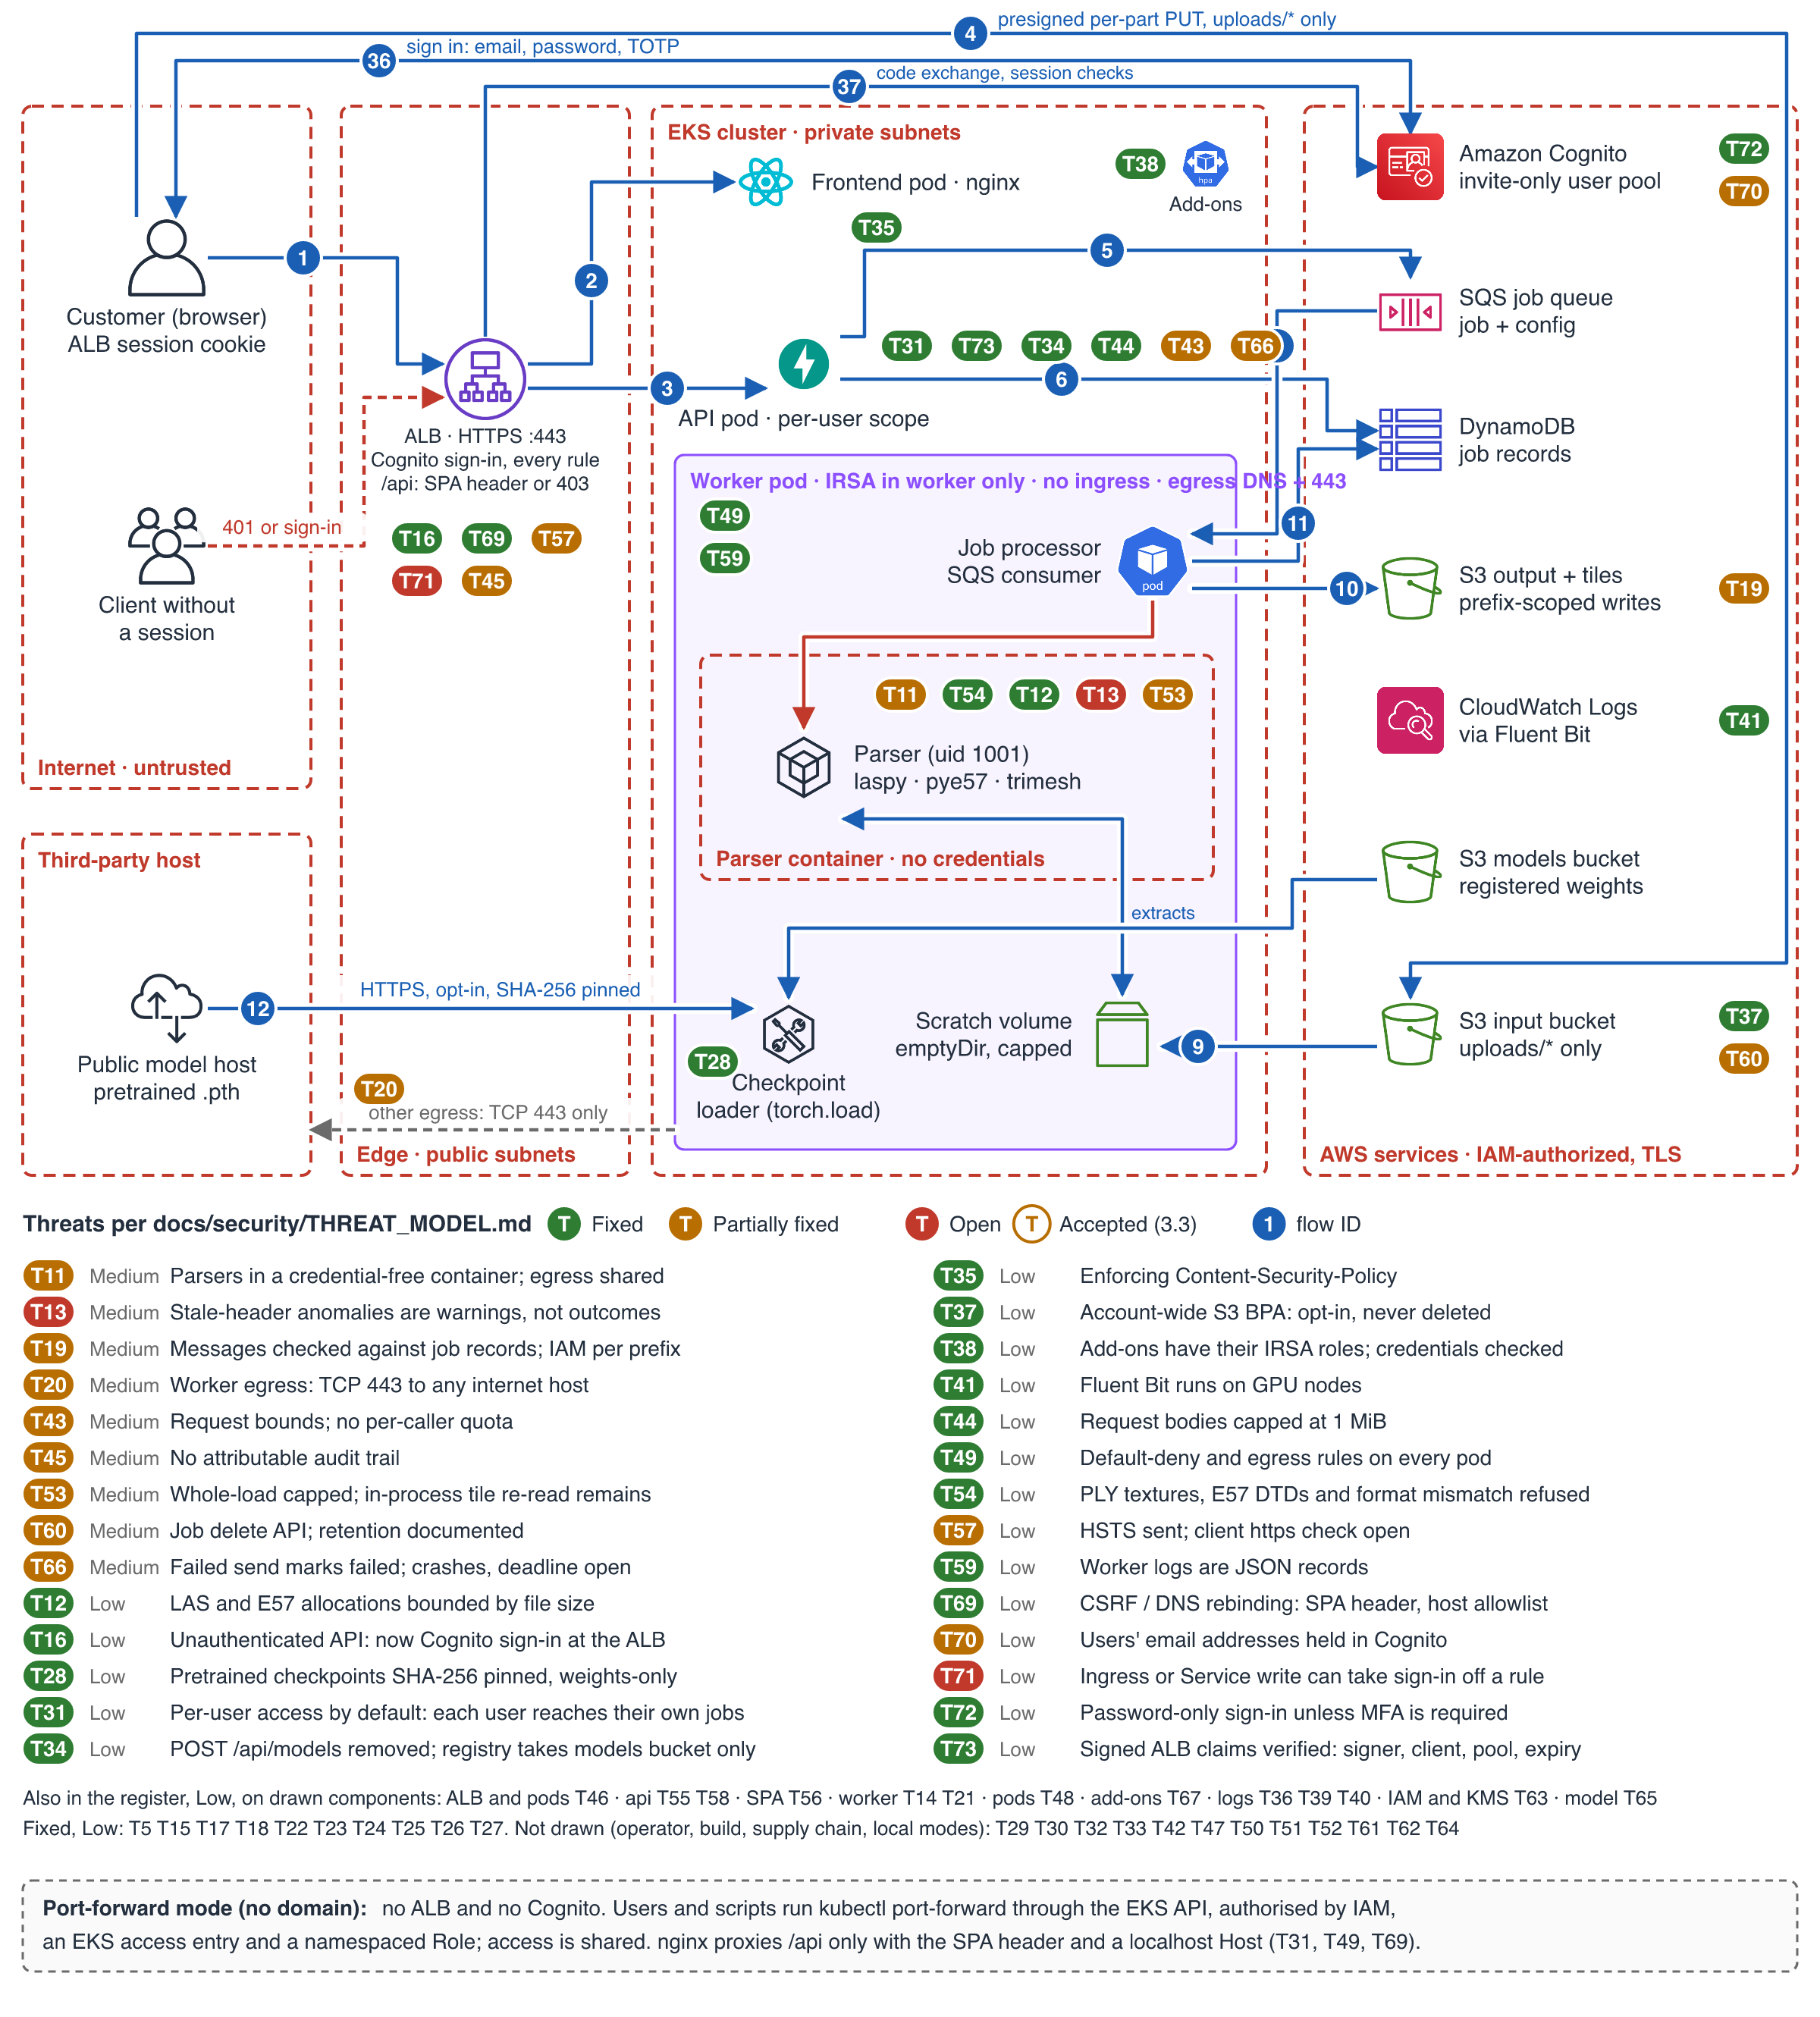 4
presigned per-part PUT, uploads/* only
36
sign in: email, password, TOTP
37
code exchange, session checks
EKS cluster · private subnets
Frontend pod · nginx
T38
hpa
Add-ons
Amazon Cognito
invite-only user pool
T72
T70
T35
1
2
5
Customer (browser)
ALB session cookie
SQS job queue
job + config
T31
T73
T34
T44
T43
T66
3
6
API pod · per-user scope
ALB · HTTPS :443
Cognito sign-in, every rule
/api: SPA header or 403
DynamoDB
job records
Worker pod · IRSA in worker only · no ingress · egress DNS + 443
401 or sign-in
T16
T69
T57
T71
T45
T49
T59
Job processor
SQS consumer
pod
11
10
S3 output + tiles
prefix-scoped writes
T19
Client without
a session
T11
T54
T12
T13
T53
CloudWatch Logs
via Fluent Bit
T41
Parser (uid 1001)
laspy · pye57 · trimesh
Internet · untrusted
Third-party host
Parser container · no credentials
S3 models bucket
registered weights
extracts
HTTPS, opt-in, SHA-256 pinned
12
Public model host
pretrained .pth
Scratch volume
emptyDir, capped
9
S3 input bucket
uploads/* only
T37
T60
T28
Checkpoint
loader (torch.load)
T20
other egress: TCP 443 only
Edge · public subnets
AWS services · IAM-authorized, TLS
Threats per docs/security/THREAT_MODEL.md T Fixed T Partially fixed T Open T Accepted (3.3) 1 flow ID
T11 Medium Parsers in a credential-free container; egress shared
T13 Medium Stale-header anomalies are warnings, not outcomes
T19 Medium Messages checked against job records; IAM per prefix
T20 Medium Worker egress: TCP 443 to any internet host
T43 Medium Request bounds; no per-caller quota
T45 Medium No attributable audit trail
T53 Medium Whole-load capped; in-process tile re-read remains
T60 Medium Job delete API; retention documented
T66 Medium Failed send marks failed; crashes, deadline open
T12 Low LAS and E57 allocations bounded by file size
T16 Low Unauthenticated API: now Cognito sign-in at the ALB
T28 Low Pretrained checkpoints SHA-256 pinned, weights-only
T31 Low Per-user access by default: each user reaches their own jobs
T34 Low POST /api/models removed; registry takes models bucket only
T35 Low Enforcing Content-Security-Policy
T37 Low Account-wide S3 BPA: opt-in, never deleted
T38 Low Add-ons have their IRSA roles; credentials checked
T41 Low Fluent Bit runs on GPU nodes
T44 Low Request bodies capped at 1 MiB
T49 Low Default-deny and egress rules on every pod
T54 Low PLY textures, E57 DTDs and format mismatch refused
T57 Low HSTS sent; client https check open
T59 Low Worker logs are JSON records
T69 Low CSRF / DNS rebinding: SPA header, host allowlist
T70 Low Users' email addresses held in Cognito
T71 Low Ingress or Service write can take sign-in off a rule
T72 Low Password-only sign-in unless MFA is required
T73 Low Signed ALB claims verified: signer, client, pool, expiry
Also in the register, Low, on drawn components: ALB and pods T46 · api T55 T58 · SPA T56 · worker T14 T21 · pods T48 · add-ons T67 · logs T36 T39 T40 · IAM and KMS T63 · model T65
Fixed, Low: T5 T15 T17 T18 T22 T23 T24 T25 T26 T27. Not drawn (operator, build, supply chain, local modes): T29 T30 T32 T33 T42 T47 T50 T51 T52 T61 T62 T64
Port-forward mode (no domain): no ALB and no Cognito. Users and scripts run kubectl port-forward through the EKS API, authorised by IAM,
an EKS access entry and a namespaced Role; access is shared. nginx proxies /api only with the SPA header and a localhost Host (T31, T49, T69).